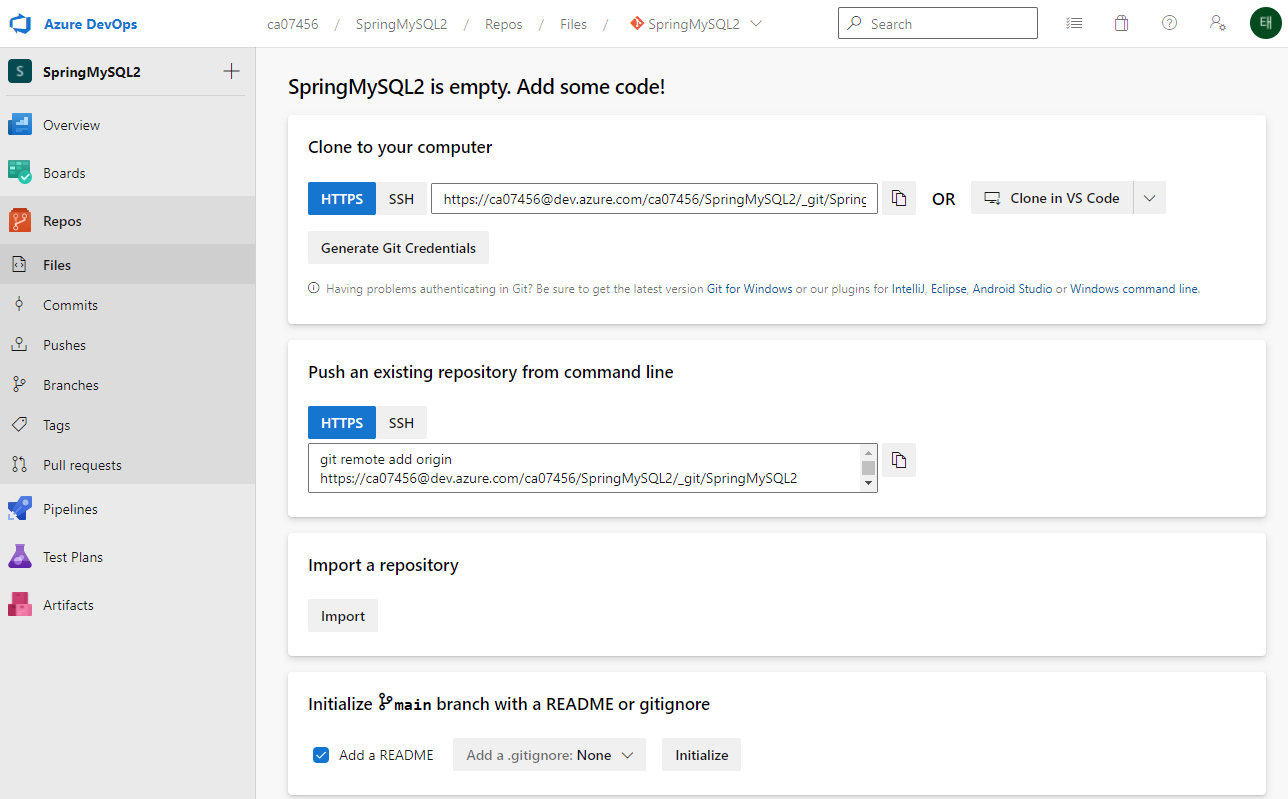 Azure DevOps
ca07456 / SpringMySQL2 / Repos / Files / SpringMySQL2
Search
EH
S SpringMySQL2
Overview
Boards
Repos
Files
Commits
Pushes
Branches
Tags
Pull requests
Pipelines
Test Plans
Artifacts
SpringMySQL2 is empty. Add some code!
Clone to your computer
HTTPS SSH https://ca07456@dev.azure.com/ca07456/SpringMySQL2/_git/Spring OR Clone in VS Code
Generate Git Credentials
Having problems authenticating in Git? Be sure to get the latest version Git for Windows or our plugins for IntelliJ, Eclipse, Android Studio or Windows command line.
Push an existing repository from command line
HTTPS SSH
git remote add origin
https://ca07456@dev.azure.com/ca07456/SpringMySQL2/_git/SpringMySQL2
Import a repository
Import
Initialize main branch with a README or gitignore
Add a README Add a .gitignore: None Initialize